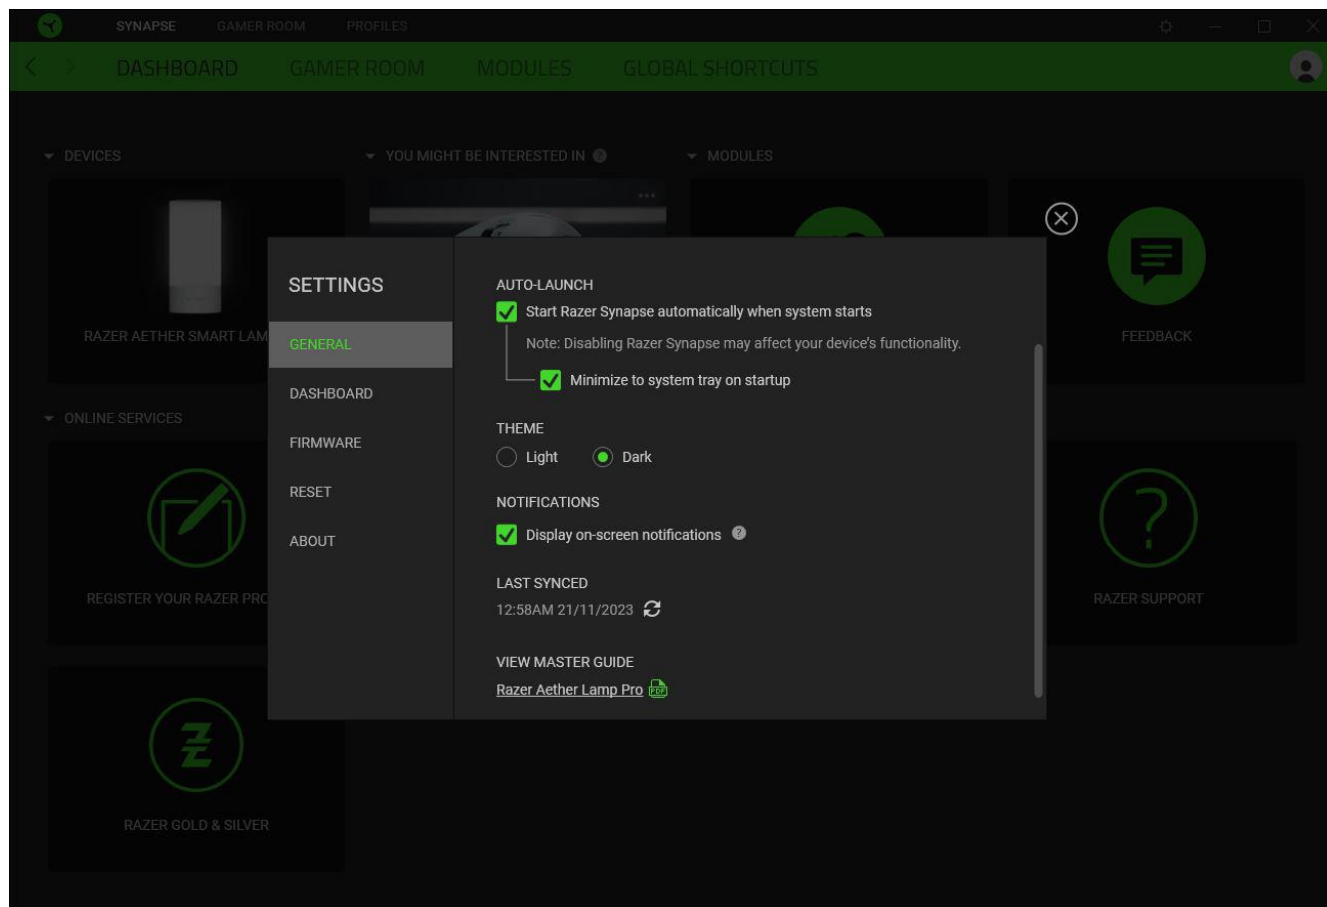 SYNAPSE
GAMER ROOM
PROFILES
DASHBOARD
GAMER ROOM
MODULES
GLOBAL SHORTCUTS
DEVICES
YOU MIGHT BE INTERESTED IN
MODULES
RAZER AETHER SMART LAM
FEEDBACK
ONLINE SERVICES
REGISTER YOUR RAZER PRO
RAZER SUPPORT
RAZER GOLD & SILVER
SETTINGS
GENERAL
DASHBOARD
FIRMWARE
RESET
ABOUT
AUTO-LAUNCH
Start Razer Synapse automatically when system starts
Note: Disabling Razer Synapse may affect your device’s functionality.
Minimize to system tray on startup
THEME
Light
Dark
NOTIFICATIONS
Display on-screen notifications
LAST SYNCED
12:58AM 21/11/2023
VIEW MASTER GUIDE
Razer Aether Lamp Pro
PDF